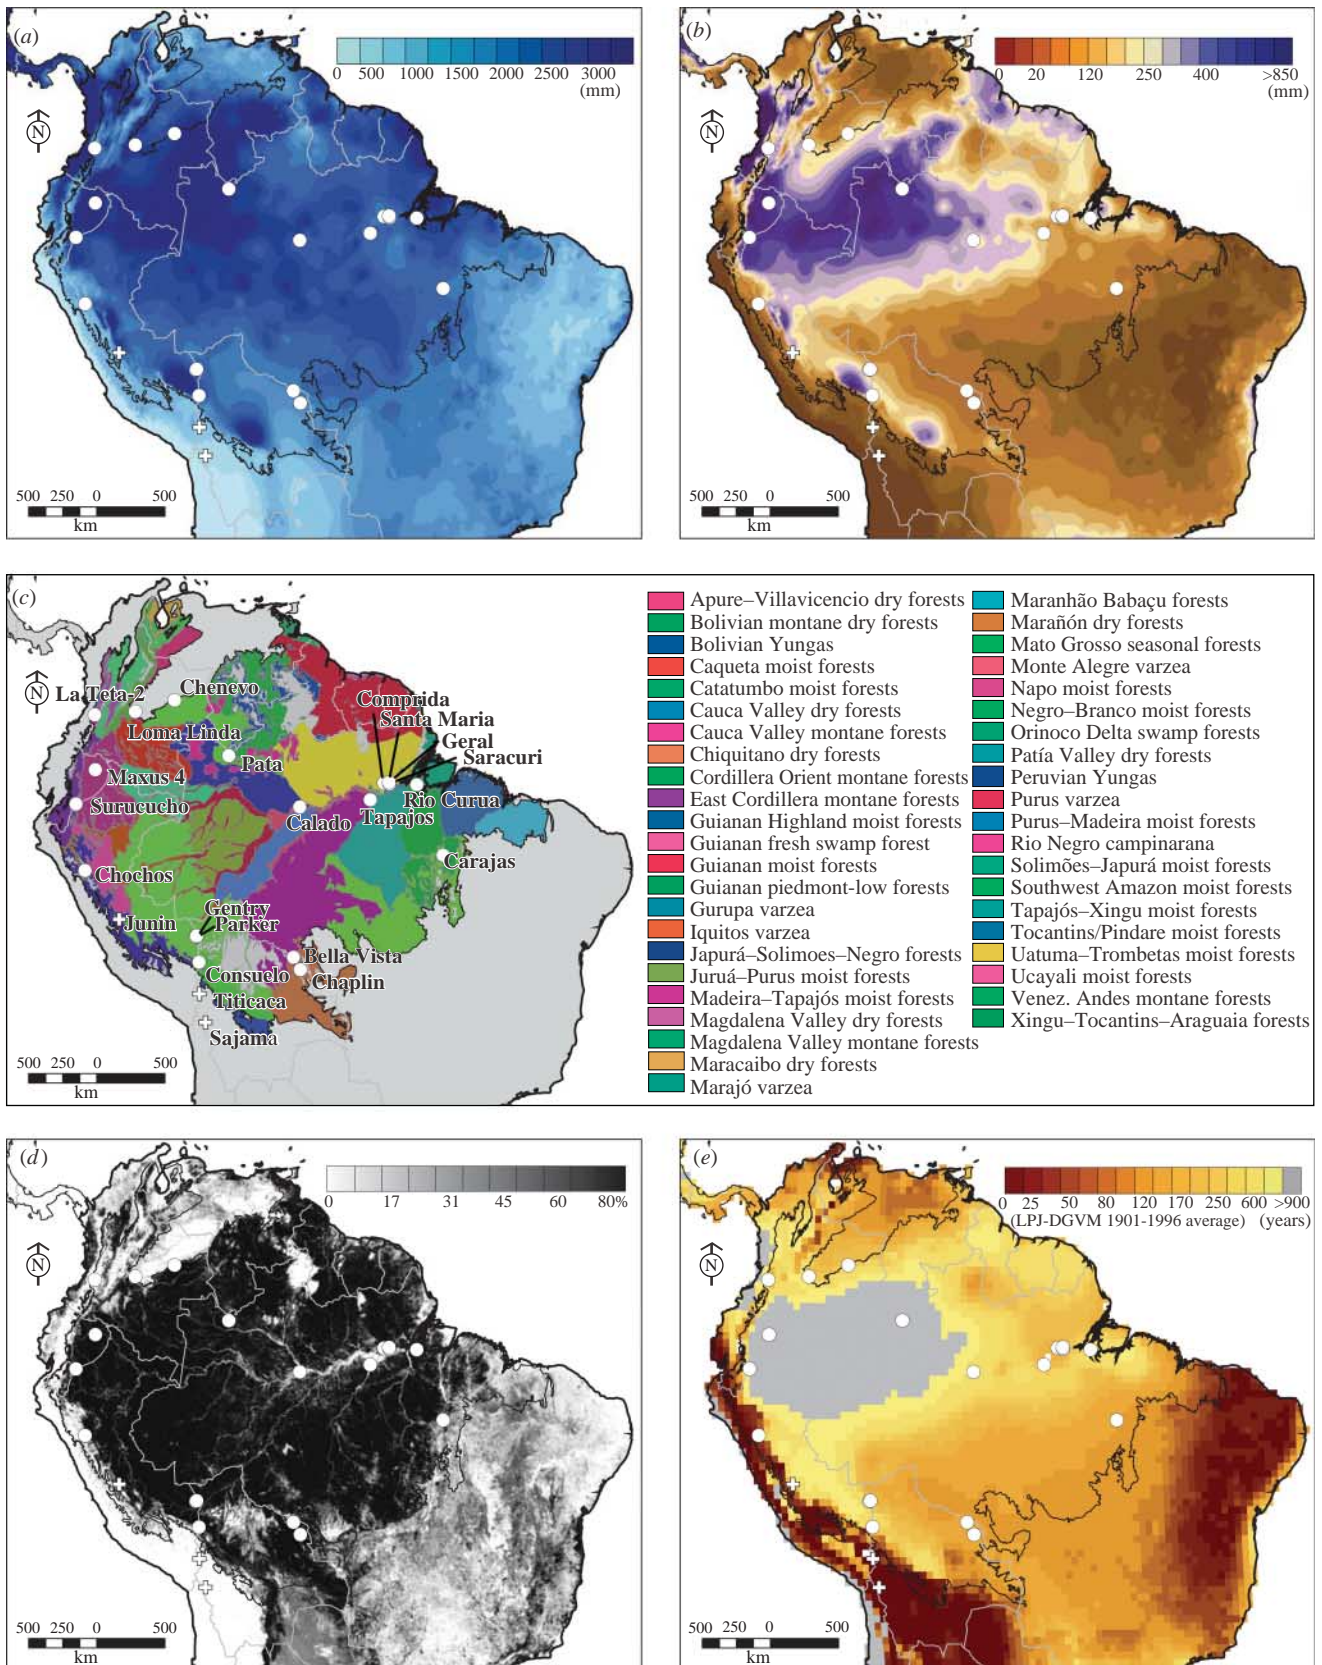 (a)
0 500 1000 1500 2000 2500 3000
(mm)
N
500 250 0 500
km
(b)
0 20 120 250 400 >850
(mm)
N
500 250 0 500
km
(c)
N
La Teta-2
Chenevo
Loma Linda
Comprida
Santa Maria
Geral
Saracuri
Pata
Maxus 4
Surucucho
Calado
Tapajos
Rio Curua
Carajas
Chochos
Gentry
Parker
Junin
Bella Vista
Consuelo
Chaplin
Titicaca
Sajama
500 250 0 500
km
Apure–Villavicencio dry forests
Bolivian montane dry forests
Bolivian Yungas
Caqueta moist forests
Catatumbo moist forests
Cauca Valley dry forests
Cauca Valley montane forests
Chiquitano dry forests
Cordillera Orient montane forests
East Cordillera montane forests
Guianan Highland moist forests
Guianan fresh swamp forest
Guianan moist forests
Guianan piedmont-low forests
Gurupa varzea
Iquitos varzea
Japurá–Solimoes–Negro forests
Juruá–Purus moist forests
Madeira–Tapajós moist forests
Magdalena Valley dry forests
Magdalena Valley montane forests
Maracaibo dry forests
Marajó varzea
Maranhão Babaçu forests
Marañón dry forests
Mato Grosso seasonal forests
Monte Alegre varzea
Napo moist forests
Negro–Branco moist forests
Orinoco Delta swamp forests
Patía Valley dry forests
Peruvian Yungas
Purus varzea
Purus–Madeira moist forests
Rio Negro campinarana
Solimões–Japurá moist forests
Southwest Amazon moist forests
Tapajós–Xingu moist forests
Tocantins/Pindare moist forests
Uatuma–Trombetas moist forests
Ucayali moist forests
Venez. Andes montane forests
Xingu–Tocantins–Araguaia forests
(d)
0 17 31 45 60 80%
N
500 250 0 500
km
(e)
0 25 50 80 120 170 250 600 >900
(LPJ-DGVM 1901-1996 average) (years)
N
500 250 0 500
km